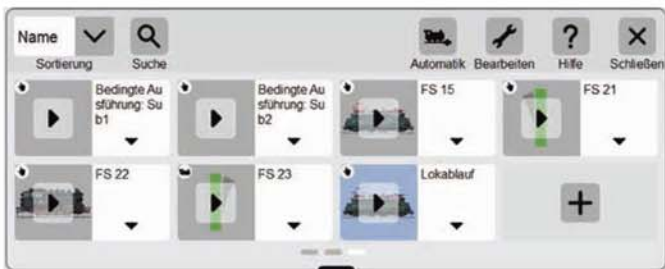 Name
Sortierung
Suche
Automatik
Bearbeiten
?
Hilfe
Schließen
Bedingte Au
sführung: Su
b1
Bedingte Au
sführung: Su
b2
FS 15
FS 21
FS 22
FS 23
Lokablauf
+